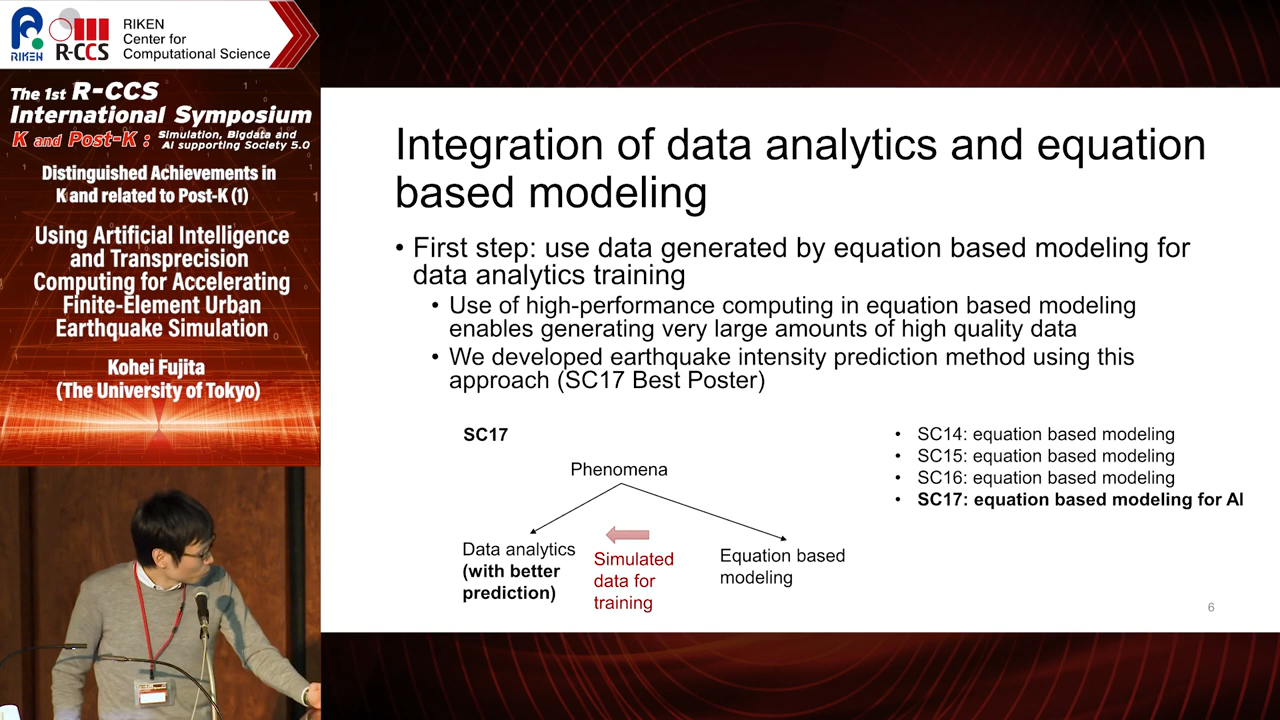 RIKEN
R-CCS
RIKEN
Center for
Computational Science
The 1st R-CCS
International Symposium
K and Post-K : Simulation, Bigdata and
AI supporting Society 5.0
Distinguished Achievements in
K and related to Post-K (1)
Using Artificial Intelligence
and Transprecision
Computing for Accelerating
Finite-Element Urban
Earthquake Simulation
Kohei Fujita
(The University of Tokyo)
Integration of data analytics and equation
based modeling
• First step: use data generated by equation based modeling for
data analytics training
• Use of high-performance computing in equation based modeling
enables generating very large amounts of high quality data
• We developed earthquake intensity prediction method using this
approach (SC17 Best Poster)
SC17
Phenomena
Data analytics
(with better
prediction)
Simulated
data for
training
Equation based
modeling
• SC14: equation based modeling
• SC15: equation based modeling
• SC16: equation based modeling
• SC17: equation based modeling for AI
6